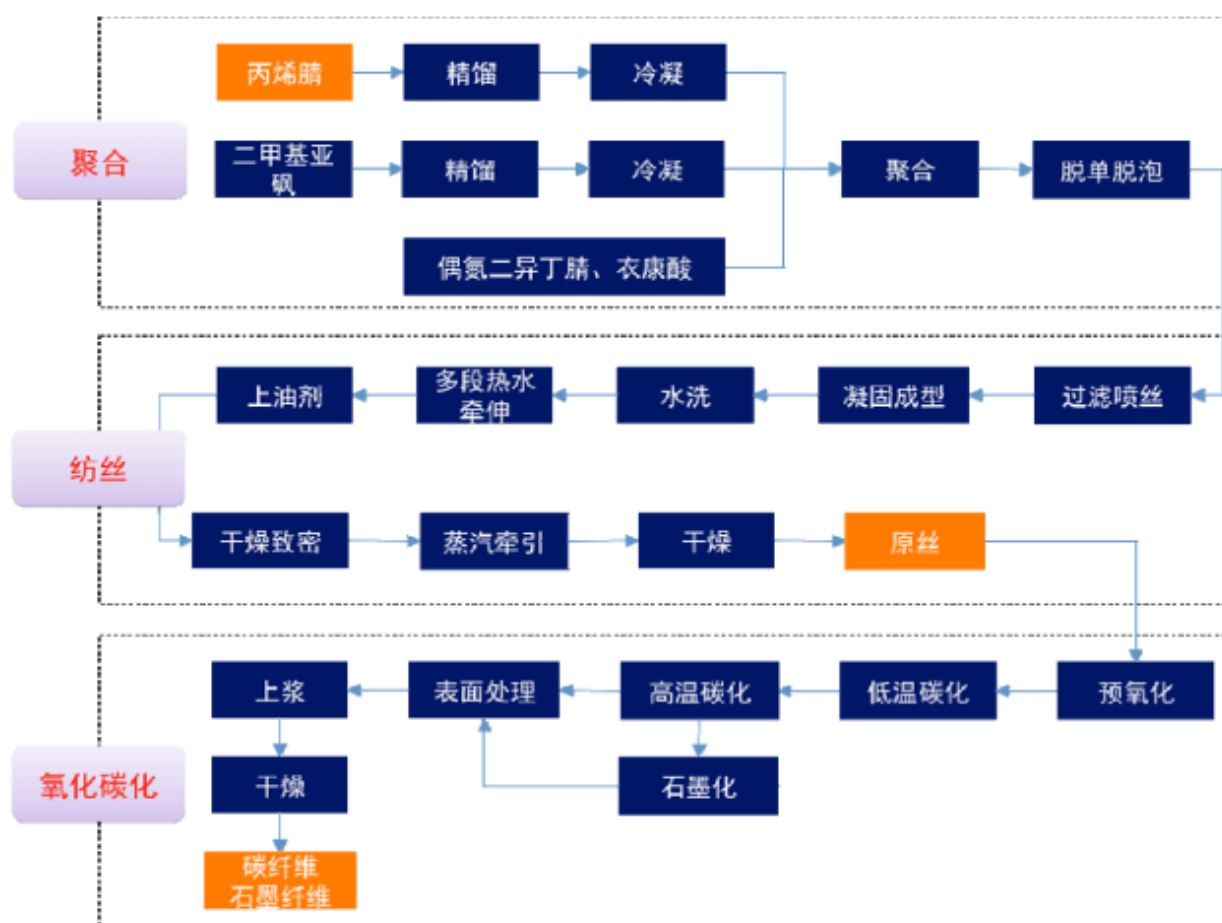 丙烯腈
精馏
冷凝
聚合
二甲基亚
砜
精馏
冷凝
聚合
脱单脱泡
偶氮二异丁腈、衣康酸
上油剂
多段热水
牵伸
水洗
凝固成型
过滤喷丝
纺丝
干燥致密
蒸汽牵引
干燥
原丝
上浆
表面处理
高温碳化
低温碳化
预氧化
氧化碳化
干燥
石墨化
碳纤维
石墨纤维